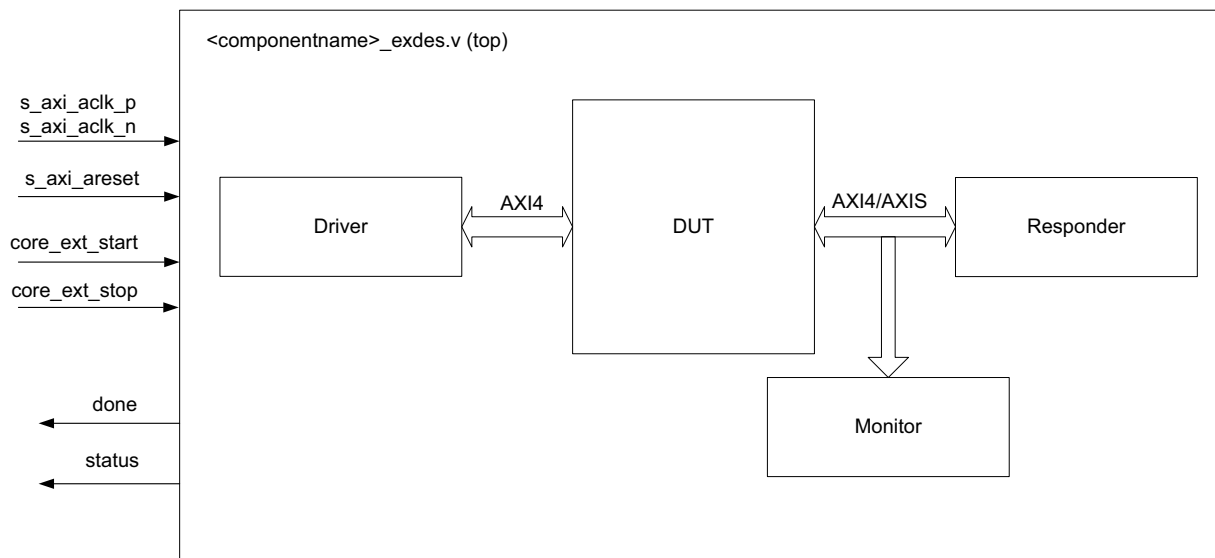 <componentname>_exdes.v (top)
s_axi_aclk_p
s_axi_aclk_n
s_axi_areset
core_ext_start
core_ext_stop
done
status
Driver
AXI4
DUT
AXI4/AXIS
Responder
Monitor